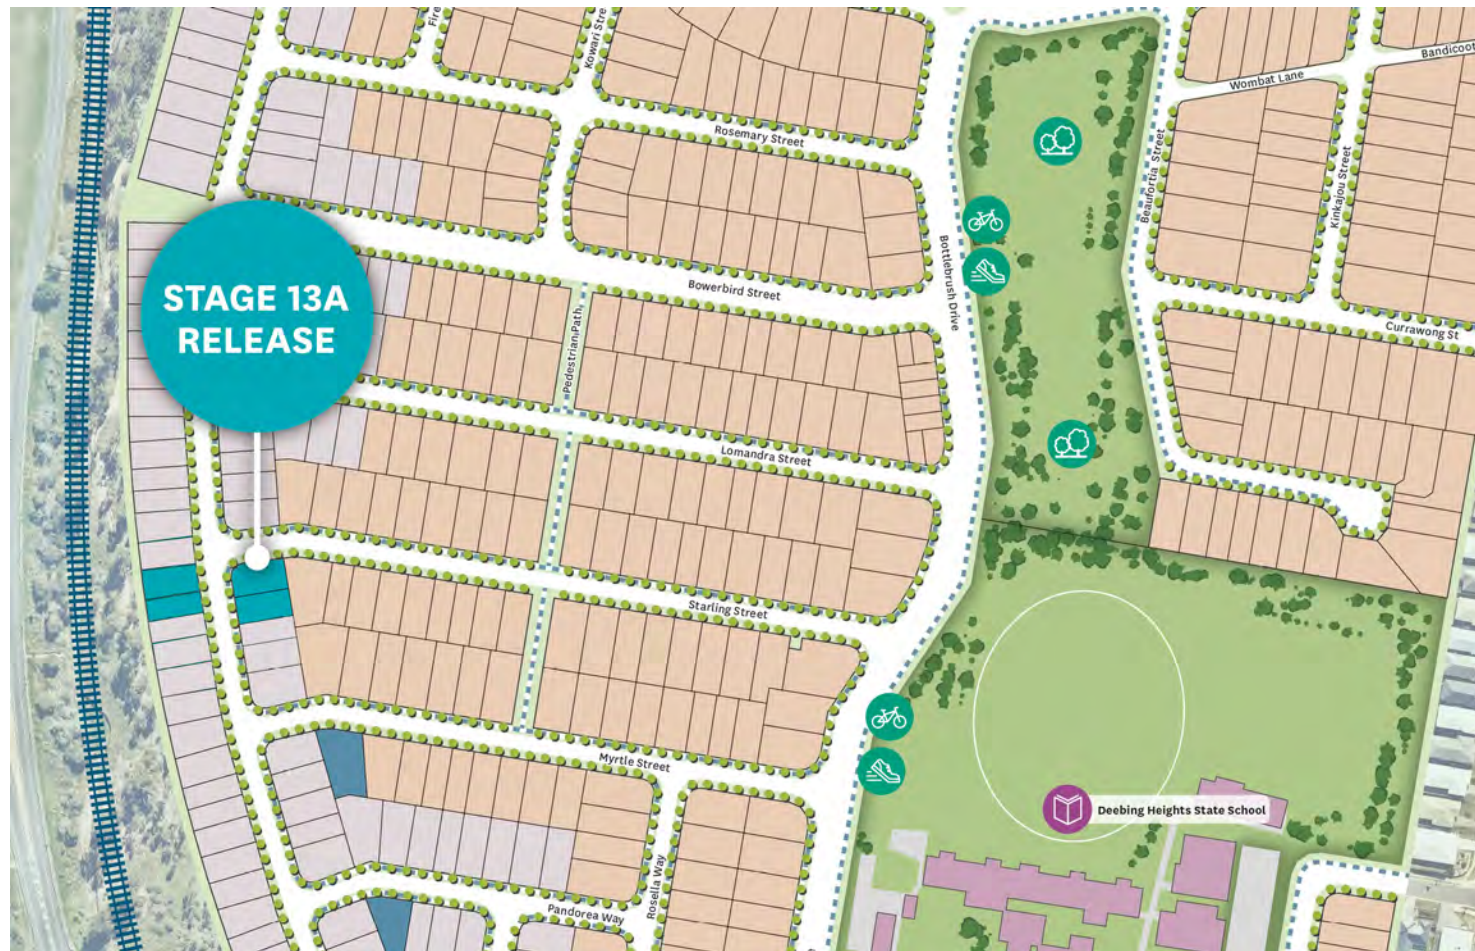 Fire
Kowari Stre
Bandicoot
Wombat Lane
Rosemary Street
Beaufortia Street
Kinkajou Street
STAGE 13A
RELEASE
Bowerbird Street
Bottlebrush Drive
Currawong St
Pedestrian Path
Lomandra Street
Starling Street
Myrtle Street
Deebing Heights State School
Rosella Way
Pandorea Way